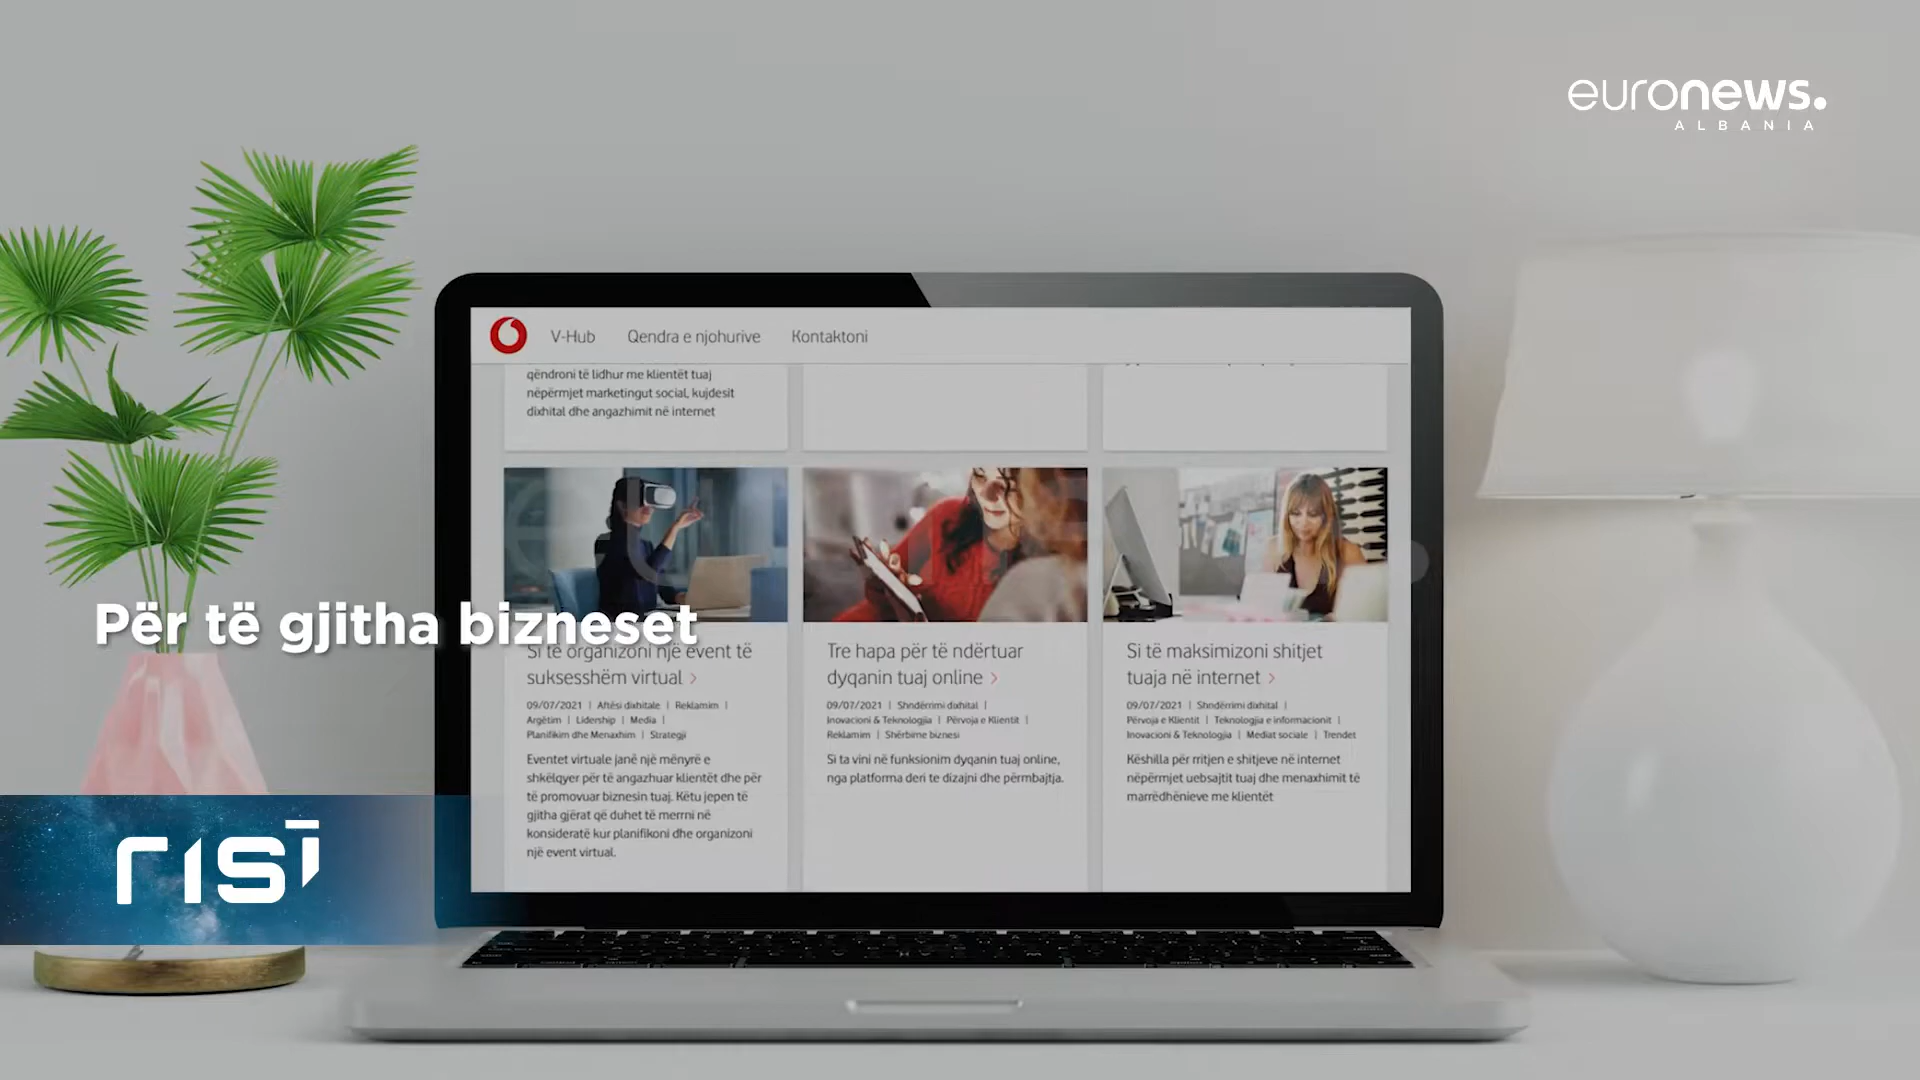 euronews.
ALBANIA
V-Hub Qendra e njohurive Kontaktoni
qëndroni të lidhur me klientët tuaj
nëpërmjet marketingut social, kujdesit
dixhital dhe angazhimit në internet
Për të gjitha bizneset
Si të organizoni një event të
suksesshëm virtual >
09/07/2021 | Aftësi dixhitale | Reklamim |
Argëtim | Lidership | Media |
Planifikim dhe Menaxhim | Strategji
Eventet virtuale janë një mënyrë e
shkëlqyer për të angazhuar klientët dhe për
të promovuar biznesin tuaj. Këtu jepen të
gjitha gjërat që duhet të merrni në
konsideratë kur planifikoni dhe organizoni
një event virtual.
Tre hapa për të ndërtuar
dyqanin tuaj online >
09/07/2021 | Shndërrimi dixhital |
Inovacioni & Teknologjia | Përvoja e Klientit |
Reklamim | Shërbime biznesi
Si ta vini në funksionim dyqanin tuaj online,
nga platforma deri te dizajni dhe përmbajtja.
Si të maksimizoni shitjet
tuaja në internet >
09/07/2021 | Shndërrimi dixhital |
Përvoja e Klientit | Teknologjia e informacionit |
Inovacioni & Teknologjia | Mediat sociale | Trendet
Këshilla për rritjen e shitjeve në internet
nëpërmjet uebsajtit tuaj dhe menaxhimit të
marrëdhënieve me klientët
risi